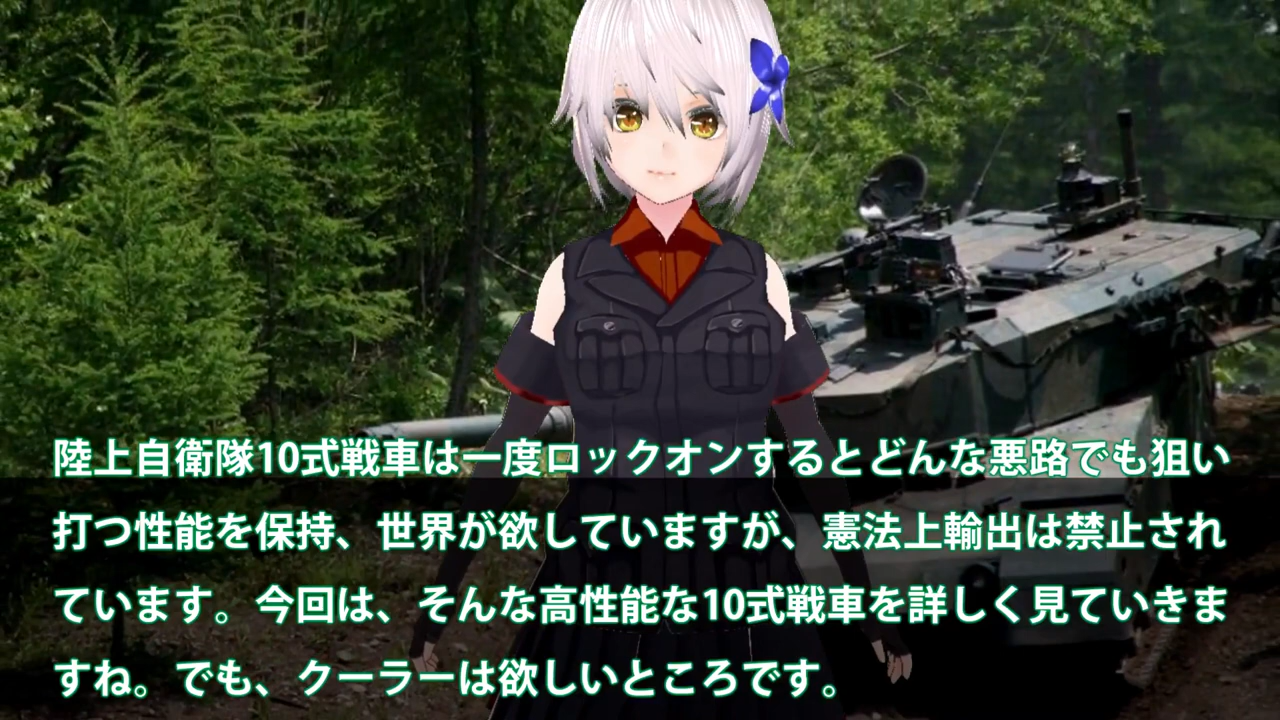 陸上自衛隊10式戦車は一度ロックオンするとどんな悪路でも狙い
打つ性能を保持、世界が欲していますが、憲法上輸出は禁止され
ています。今回は、そんな高性能な10式戦車を詳しく見ていきま
すね。でも、クーラーは欲しいところです。